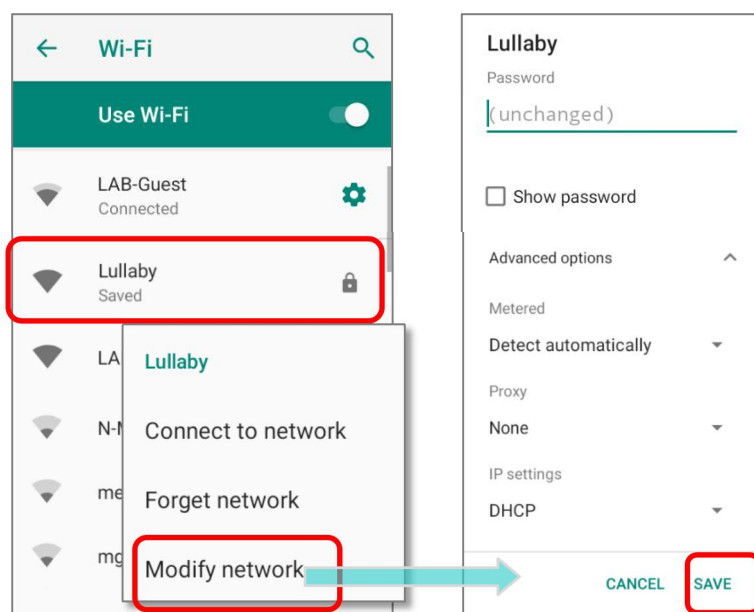 Wi-Fi
Use Wi-Fi
LAB-Guest
Connected
Lullaby
Saved
LA
N-M
me
mg
Lullaby
Connect to network
Forget network
Modify network
Lullaby
Password
(unchanged)
Show password
Advanced options
Metered
Detect automatically
Proxy
None
IP settings
DHCP
CANCEL SAVE